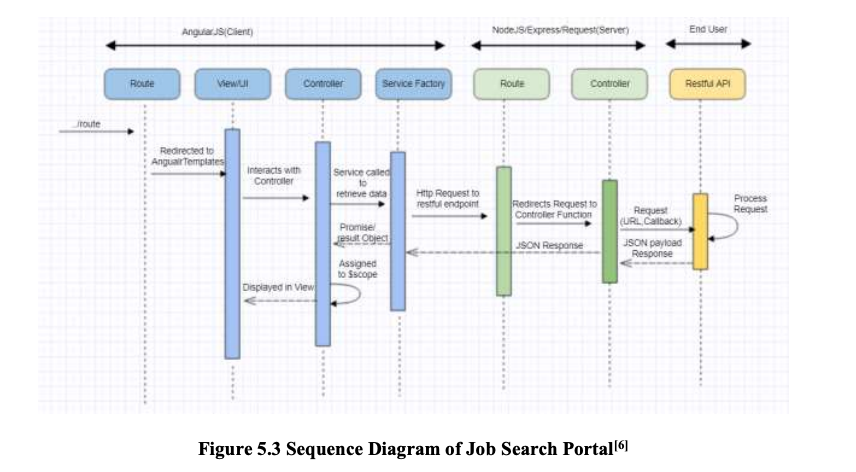 AngularJS(Client)
NodeJS/Express/Request(Server)
End User
Route
View/UI
Controller
Service Factory
Route
Controller
Restful API
../route
Redirected to
AngualrTemplates
Interacts with
Controller
Service called
to
retrieve data
Http Request to
restful endpoint
Redirects Request to
Controller Function
Request
(URL,Callback)
Process
Request
Promise/
result Object
JSON Response
JSON payload
Response
Assigned
to $scope
Displayed in View
Figure 5.3 Sequence Diagram of Job Search Portal[6]